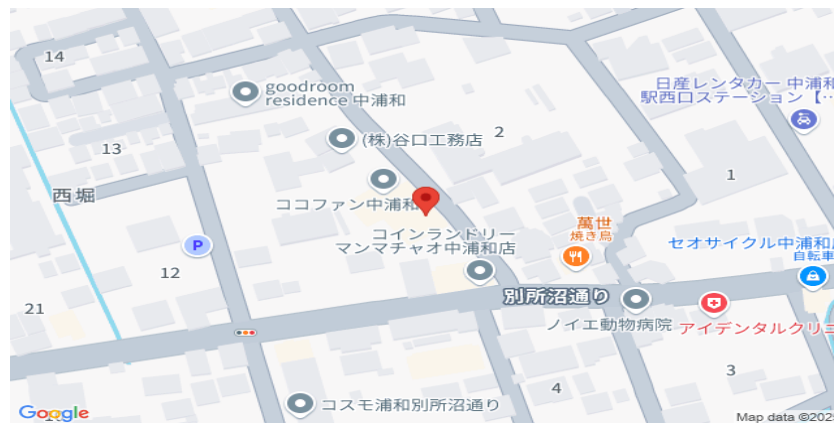 14
goodroom
residence 中浦和
日産レンタカー 中浦和
駅西口ステーション【…
(株)谷口工務店
2
13
1
西堀
ココファン中浦和
萬世
焼き鳥
コインランドリー
マンマチャオ中浦和店
P
セオサイクル中浦和店
自転車
12
別所沼通り
21
ノイエ動物病院
アイデンタルクリニ
3
4
コスモ浦和別所沼通り
Google
Map data ©2025